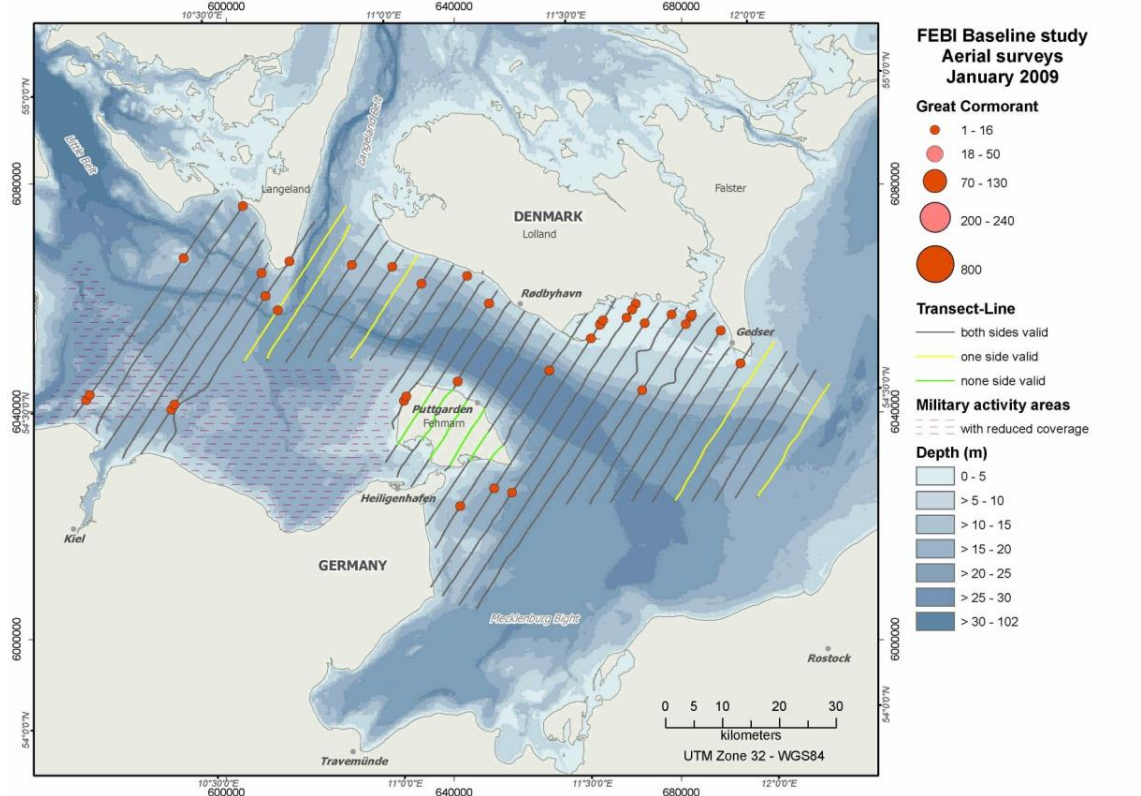 600000
640000
680000
10°30'0"E
11°0'0"E
11°30'0"E
12°0'0"E
55°0'0"N
55°0'0"N
6080000
6080000
6040000
6040000
54°30'0"N
54°30'0"N
6000000
6000000
54°0'0"N
54°0'0"N
Little Belt
Langeland Belt
Langeland
DENMARK
Lolland
Falster
Rødbyhavn
Gedser
Puttgarden
Fehmarn
Heiligenhafen
Kiel
GERMANY
Mecklenburg Bight
Rostock
Travemünde
0 5 10 20 30
kilometers
UTM Zone 32 - WGS84
10°30'0"E
11°0'0"E
11°30'0"E
12°0'0"E
600000
640000
680000
FEBI Baseline study
Aerial surveys
January 2009
Great Cormorant
1 - 16
18 - 50
70 - 130
200 - 240
800
Transect-Line
both sides valid
one side valid
none side valid
Military activity areas
with reduced coverage
Depth (m)
0 - 5
> 5 - 10
> 10 - 15
> 15 - 20
> 20 - 25
> 25 - 30
> 30 - 102